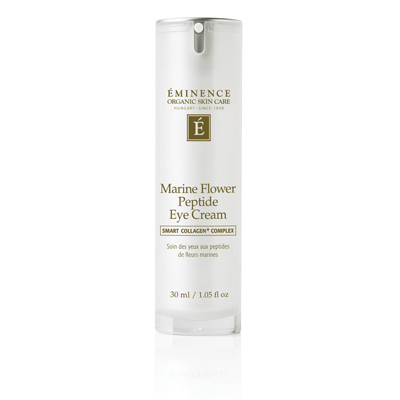 ÉMINENCE
ORGANIC SKIN CARE
HUNGARY · SINCE 1958
É
Marine Flower
Peptide
Eye Cream
SMART COLLAGEN⁺ COMPLEX
Soin des yeux aux peptides
de fleurs marines
30 ml / 1.05 fl oz